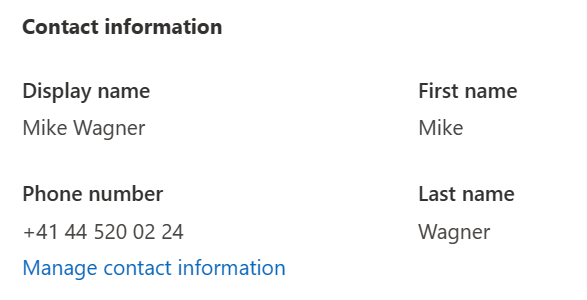 Contact information
Display name
Mike Wagner
First name
Mike
Phone number
+41 44 520 02 24
Manage contact information
Last name
Wagner